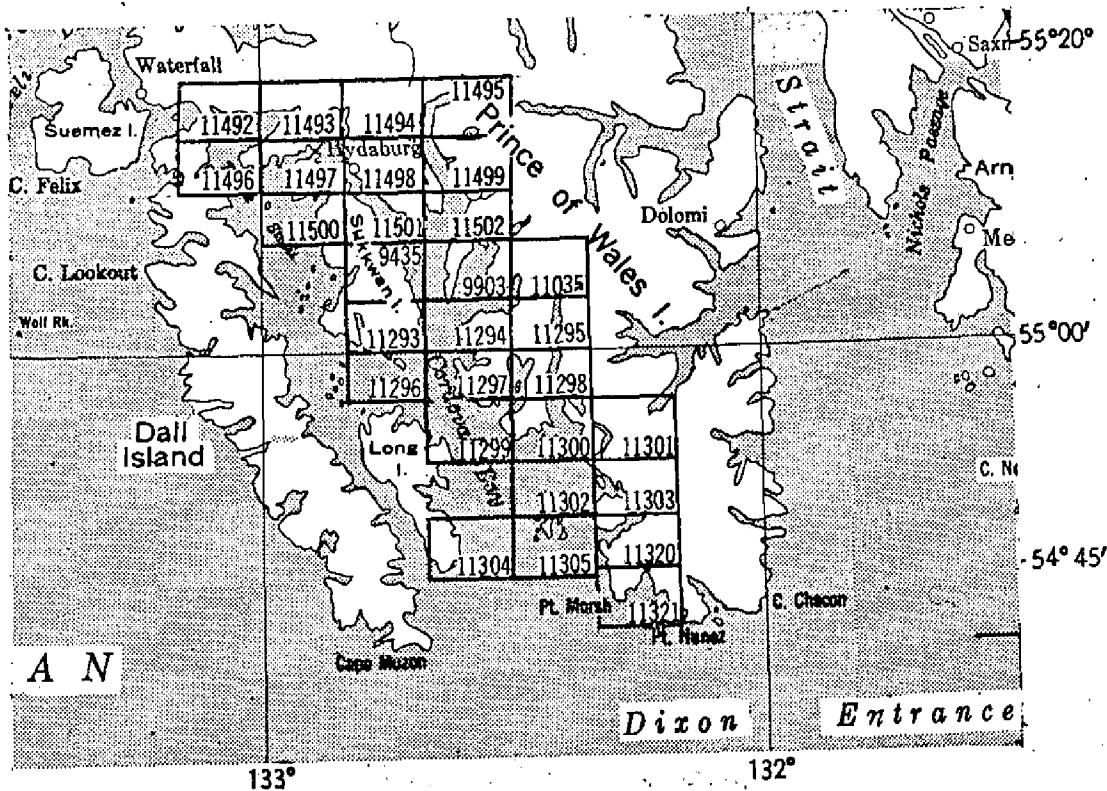 55°20'
Saxn
Waterfall
11495
Strait
11492 11493 11494
Suemez I.
Prince of Wales I.
Hydaburg
Nichols Passage
Arn
C. Felix
11496 11497 11498 11499
Dolomi
11500 11501 11502
Me
Sukkwan I.
9435
C. Lookout
9903 11035
Wolf Rk.
11293 11294 11295
55°00'
11296 11297 11298
Cordova Bay
Dall
Island
Long
I.
11299 11300 11301
C. No
11302 11303
54°45'
11304 11305 11320
Pt. Marsh
11321
C. Chacon
Pt. Nunez
Cape Muzon
A N
Dixon Entrance
133°
132°